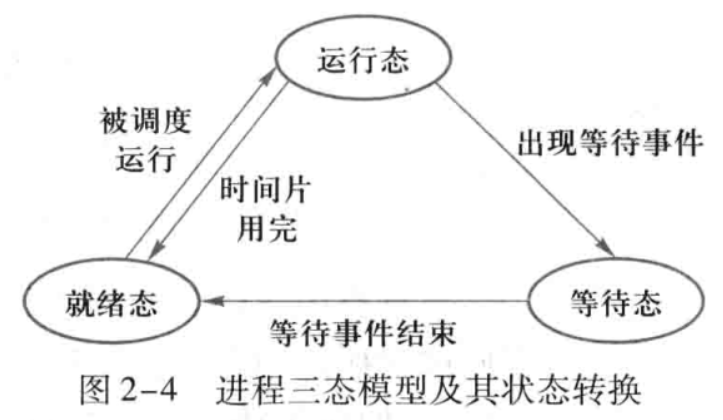 运行态
被调度
运行
出现等待事件
时间片
用完
就绪态
等待态
等待事件结束
图 2-4 进程三态模型及其状态转换